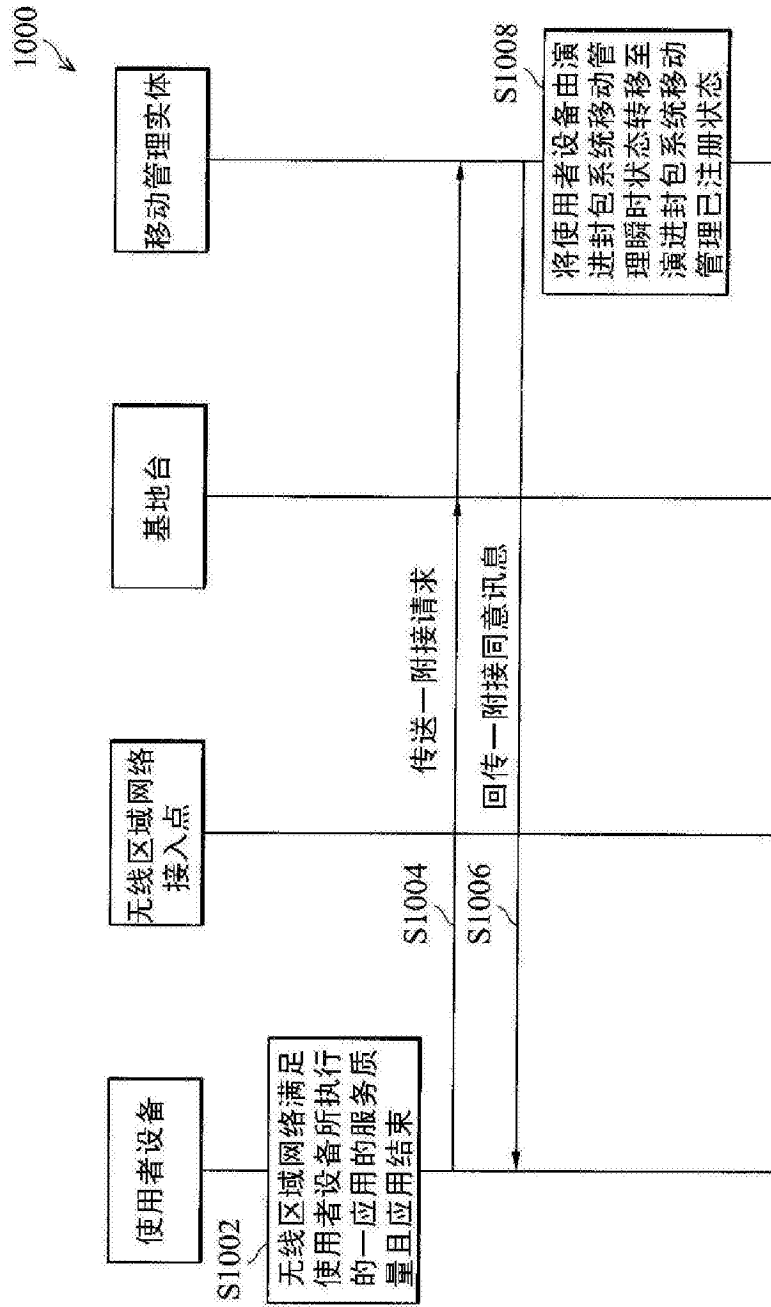 1000
使用者设备
无线区域网络
接入点
基地台
移动管理实体
S1002
无线区域网络满足
使用者设备所执行
的一应用的服务质
量且应用结束
S1004
传送一附接请求
S1006
回传一附接同意讯息
S1008
将使用者设备由演
进封包系统移动管
理瞬时状态转移至
演进封包系统移动
管理已注册状态